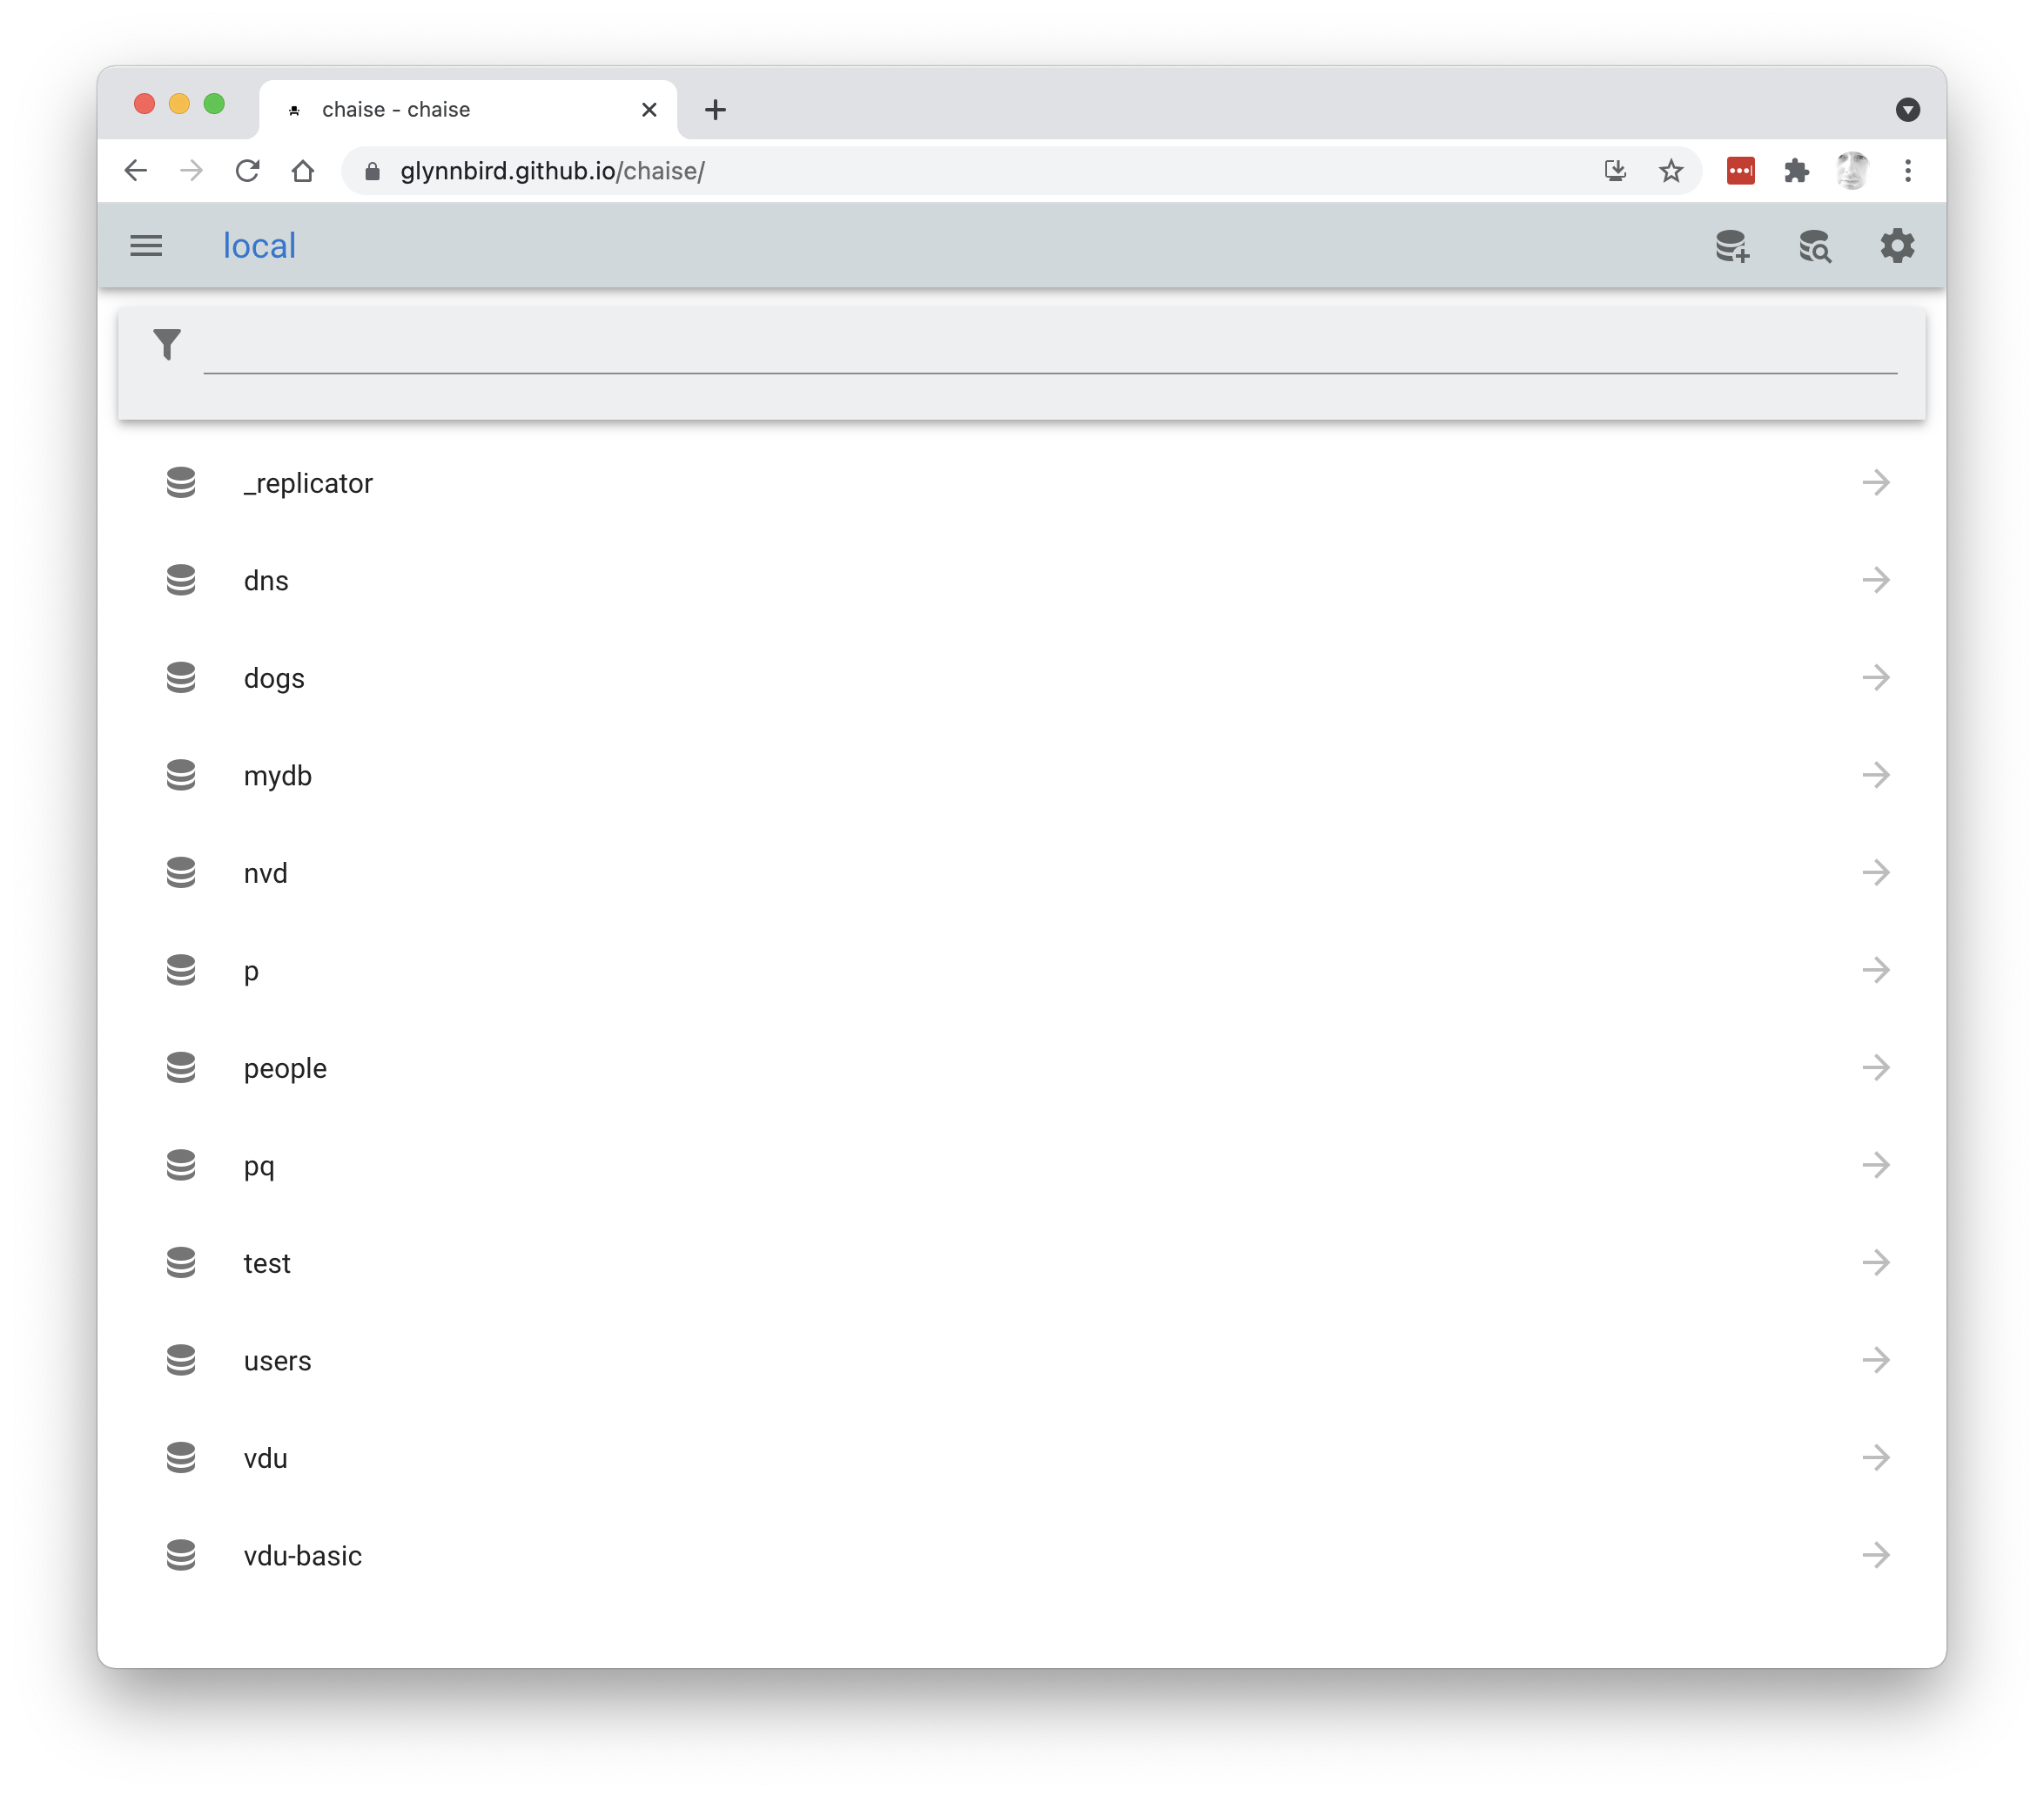 chaise - chaise
glynnbird.github.io/chaise/
local
_replicator
dns
dogs
mydb
nvd
p
people
pq
test
users
vdu
vdu-basic